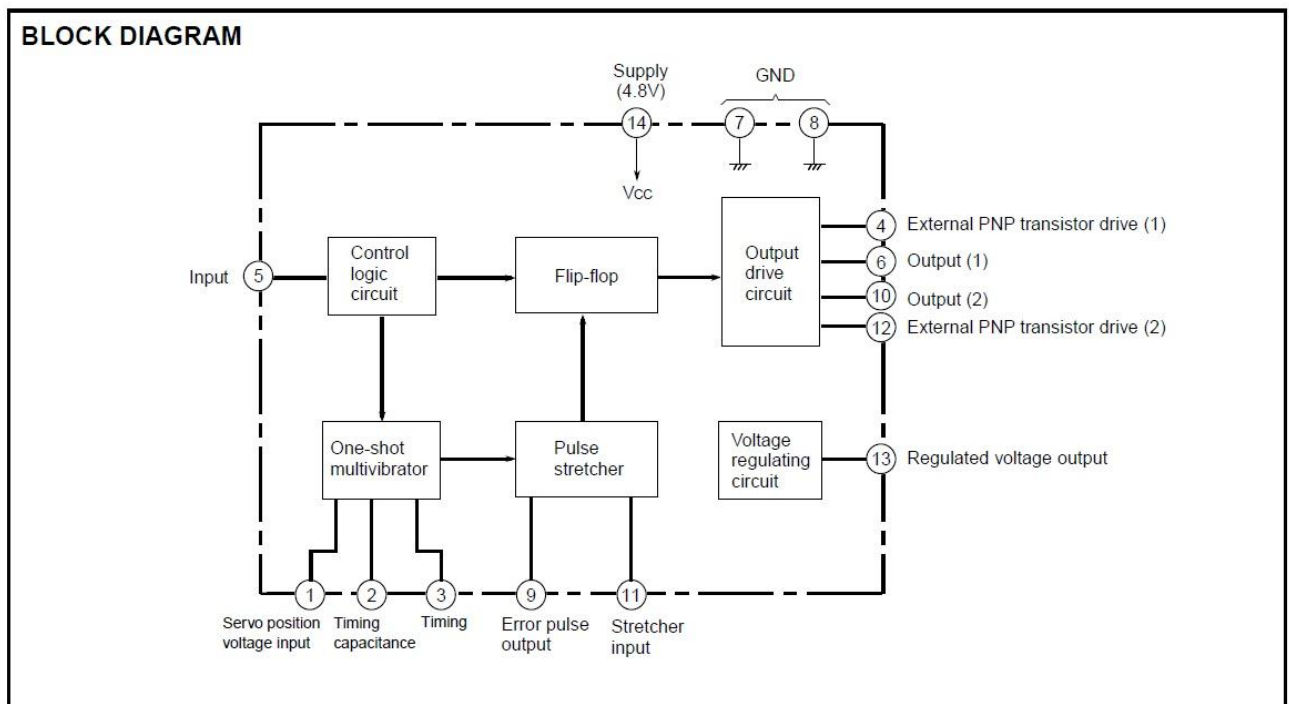 BLOCK DIAGRAM
Supply
(4.8V)
GND
14
7
8
Vcc
Input
5
Control
logic
circuit
Flip-flop
Output
drive
circuit
4
External PNP transistor drive (1)
6
Output (1)
10
Output (2)
12
External PNP transistor drive (2)
One-shot
multivibrator
Pulse
stretcher
Voltage
regulating
circuit
13
Regulated voltage output
1
2
3
9
11
Servo position
voltage input
Timing
capacitance
Timing
Error pulse
output
Stretcher
input